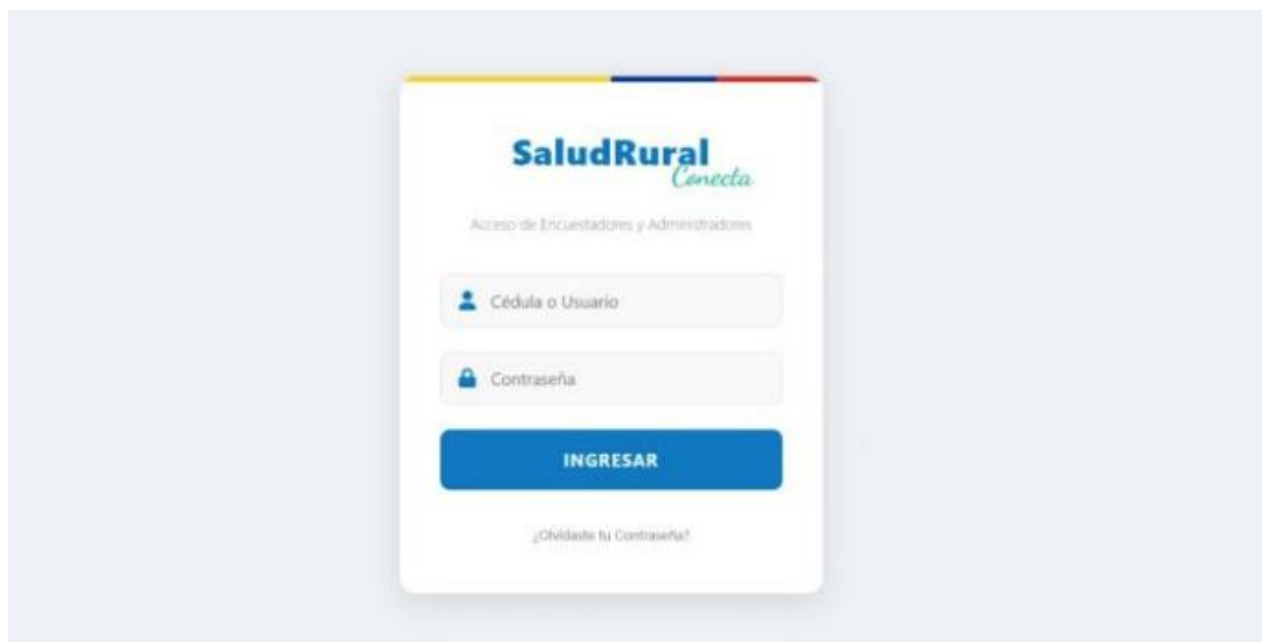 SaludRural
Conecta
Acceso de Encuestadores y Administradores
Cédula o Usuario
Contraseña
INGRESAR
¿Olvidaste tu Contraseña?